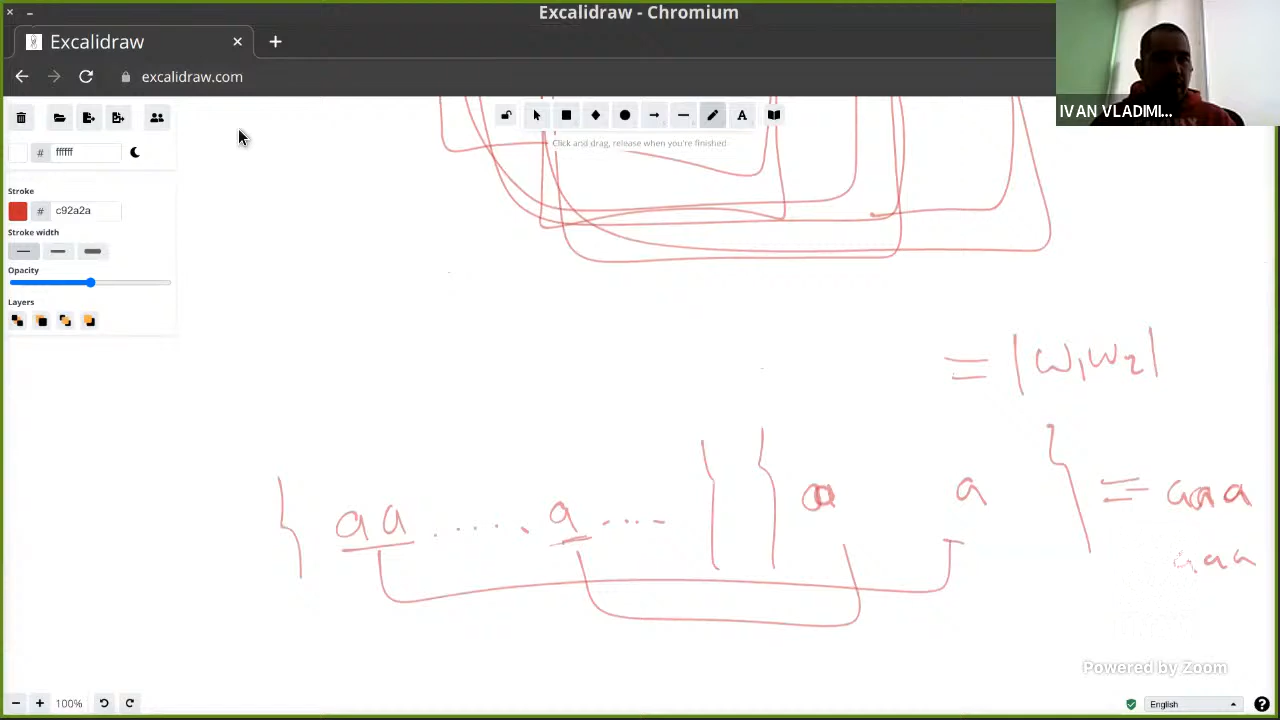 Excalidraw - Chromium
Excalidraw
excalidraw.com
IVAN VLADIMI...
# ffffff
Click and drag, release when you're finished
Stroke
# c92a2a
Stroke width
Opacity
Layers
= |w₁w₂|
{ aa ..... a .... } { a a } = aaa
aaa
Powered by Zoom
100%
English